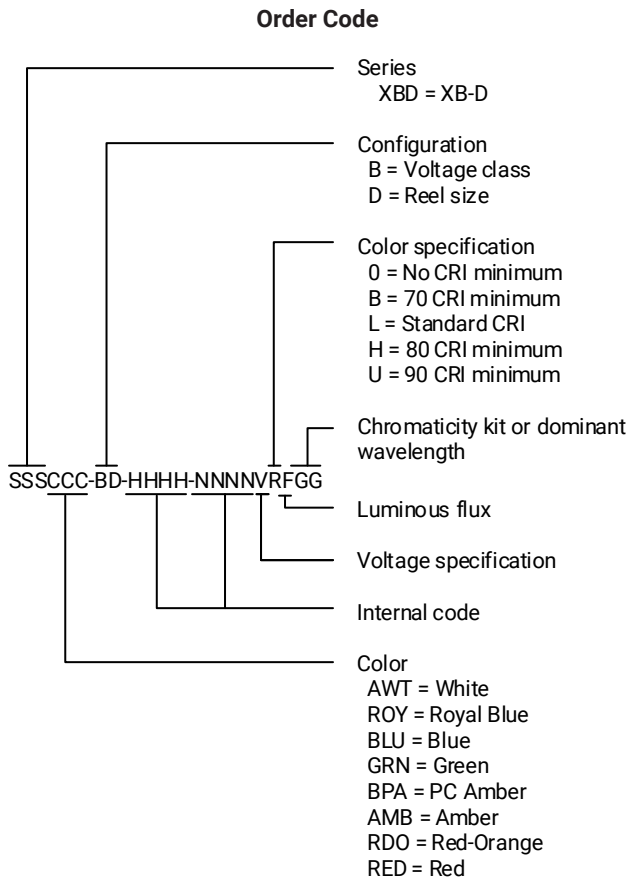 Order Code
Series
XBD = XB-D
Configuration
B = Voltage class
D = Reel size
Color specification
0 = No CRI minimum
B = 70 CRI minimum
L = Standard CRI
H = 80 CRI minimum
U = 90 CRI minimum
Chromaticity kit or dominant
wavelength
SSSCCC-BD-HHHH-NNNNVRFGG
Luminous flux
Voltage specification
Internal code
Color
AWT = White
ROY = Royal Blue
BLU = Blue
GRN = Green
BPA = PC Amber
AMB = Amber
RDO = Red-Orange
RED = Red